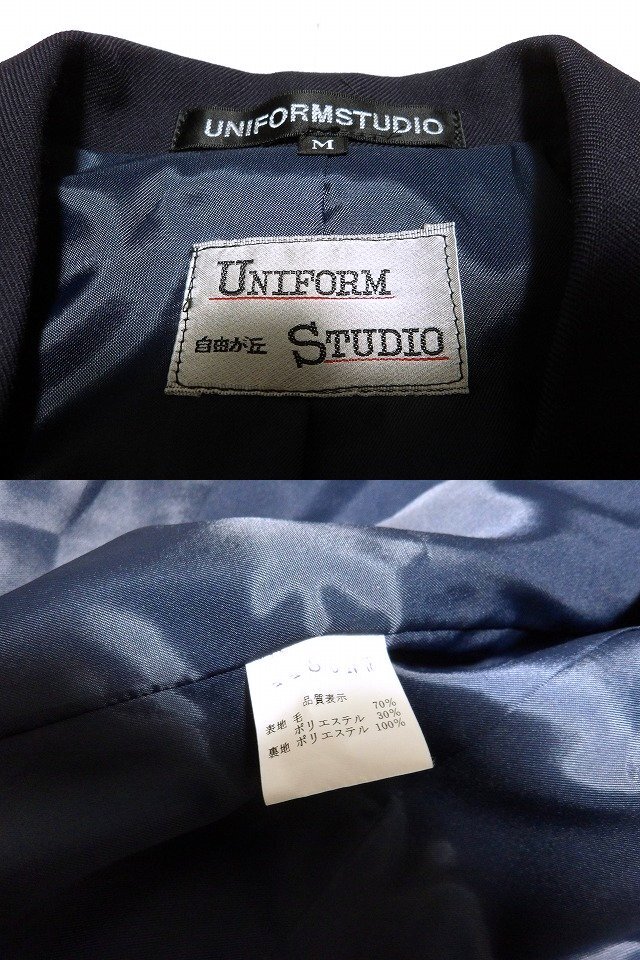 UNIFORMSTUDIO
M
UNIFORM
自由が丘 STUDIO
品質表示
表地 毛 70%
ポリエステル 30%
裏地 ポリエステル 100%